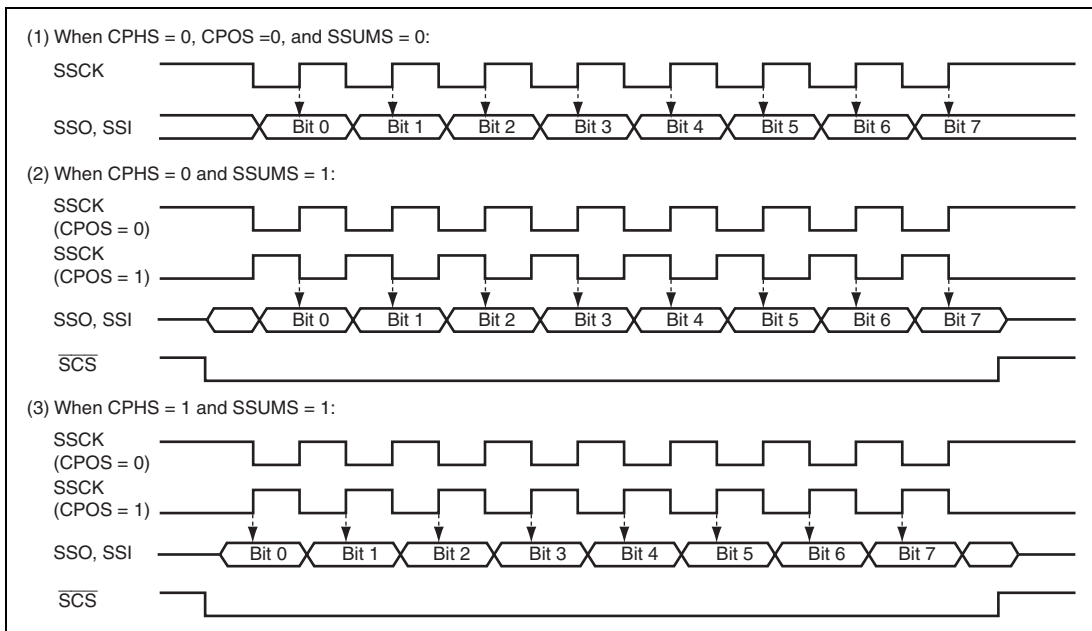 (1) When CPHS = 0, CPOS =0, and SSUMS = 0:
SSCK
SSO, SSI
Bit 0 Bit 1 Bit 2 Bit 3 Bit 4 Bit 5 Bit 6 Bit 7
(2) When CPHS = 0 and SSUMS = 1:
SSCK
(CPOS = 0)
SSCK
(CPOS = 1)
SSO, SSI
Bit 0 Bit 1 Bit 2 Bit 3 Bit 4 Bit 5 Bit 6 Bit 7
SCS
(3) When CPHS = 1 and SSUMS = 1:
SSCK
(CPOS = 0)
SSCK
(CPOS = 1)
SSO, SSI
Bit 0 Bit 1 Bit 2 Bit 3 Bit 4 Bit 5 Bit 6 Bit 7
SCS